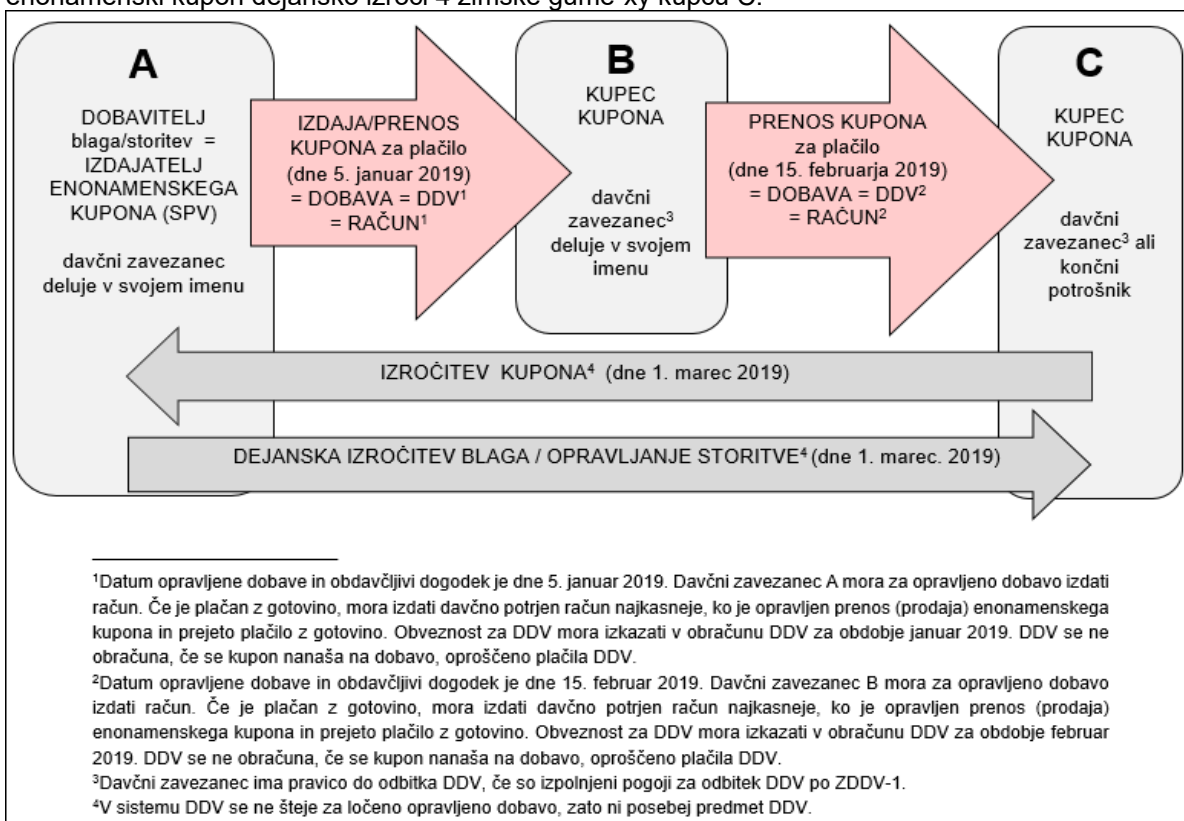 enonamenski kupon dejansko izroči 4 zimske gume xy kupcu C.
A
DOBAVITELJ
blaga/storitev =
IZDAJATELJ
ENONAMENSKEGA
KUPONA (SPV)
davčni zavezanec
deluje v svojem imenu
IZDAJA/PRENOS
KUPONA za plačilo
(dne 5. januar 2019)
= DOBAVA = DDV¹
= RAČUN¹
B
KUPEC
KUPONA
davčni
zavezanec³
deluje v svojem
imenu
PRENOS KUPONA
za plačilo
(dne 15. februarja 2019)
= DOBAVA = DDV²
= RAČUN²
C
KUPEC
KUPONA
davčni
zavezanec³ ali
končni
potrošnik
IZROČITEV KUPONA⁴ (dne 1. marec 2019)
DEJANSKA IZROČITEV BLAGA / OPRAVLJANJE STORITVE⁴ (dne 1. marec. 2019)
¹Datum opravljene dobave in obdavčljivi dogodek je dne 5. januar 2019. Davčni zavezanec A mora za opravljeno dobavo izdati
račun. Če je plačan z gotovino, mora izdati davčno potrjen račun najkasneje, ko je opravljen prenos (prodaja) enonamenskega
kupona in prejeto plačilo z gotovino. Obveznost za DDV mora izkazati v obračunu DDV za obdobje januar 2019. DDV se ne
obračuna, če se kupon nanaša na dobavo, oproščeno plačila DDV.
²Datum opravljene dobave in obdavčljivi dogodek je dne 15. februar 2019. Davčni zavezanec B mora za opravljeno dobavo
izdati račun. Če je plačan z gotovino, mora izdati davčno potrjen račun najkasneje, ko je opravljen prenos (prodaja)
enonamenskega kupona in prejeto plačilo z gotovino. Obveznost za DDV mora izkazati v obračunu DDV za obdobje februar
2019. DDV se ne obračuna, če se kupon nanaša na dobavo, oproščeno plačila DDV.
³Davčni zavezanec ima pravico do odbitka DDV, če so izpolnjeni pogoji za odbitek DDV po ZDDV-1.
⁴V sistemu DDV se ne šteje za ločeno opravljeno dobavo, zato ni posebej predmet DDV.